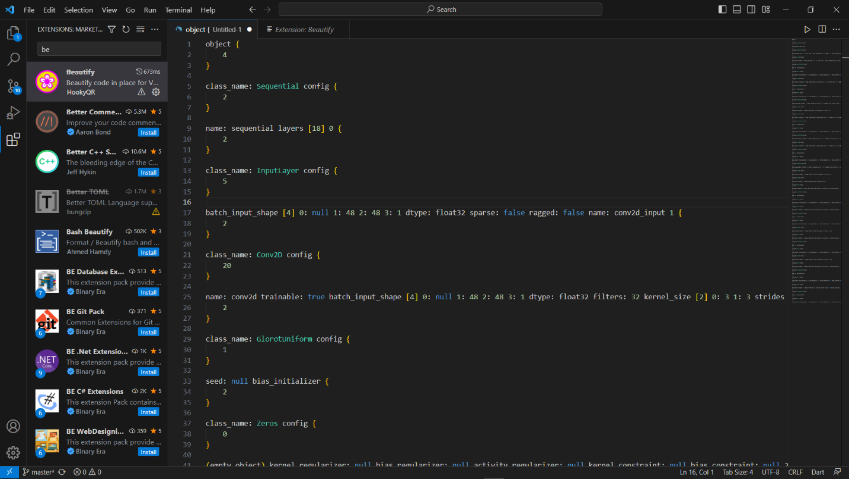 File Edit Selection View Go Run Terminal Help
Search
EXTENSIONS: MARKET...
be
Beautify 673ms
Beautify code in place for V...
HookyQR
Better Comme... 5.3M 5
Improve your code commen...
Aaron Bond Install
Better C++ S... 10.6M 5
The bleeding edge of the C...
Jeff Hykin Install
Better TOML 1.7M 3
Better TOML Language sup...
bungcip
Bash Beautify 502K 3
Format / Beautify bash and ...
Ahmed Hamdy Install
BE Database Ex... 513 5
This extension pack provide ...
Binary Era Install
7
BE Git Pack 371 5
Common Extensions for Git ...
Binary Era Install
6
BE .Net Extensio... 1K 5
This extension pack provide ...
Binary Era Install
9
BE C# Extensions 2K 5
This extension Pack contains...
Binary Era Install
6
BE WebDesignI... 359 5
This extension pack provide ...
Binary Era Install
6
object { Untitled-1
Extension: Beautify
1 object {
2 4
3 }
4
5 class_name: Sequential config {
6 2
7 }
8
9 name: sequential layers [18] 0 {
10 2
11 }
12
13 class_name: InputLayer config {
14 5
15 }
16
17 batch_input_shape [4] 0: null 1: 48 2: 48 3: 1 dtype: float32 sparse: false ragged: false name: conv2d_input 1 {
18 2
19 }
20
21 class_name: Conv2D config {
22 20
23 }
24
25 name: conv2d trainable: true batch_input_shape [4] 0: null 1: 48 2: 48 3: 1 dtype: float32 filters: 32 kernel_size [2] 0: 3 1: 3 strides
26 2
27 }
28
29 class_name: GlorotUniform config {
30 1
31 }
32
33 seed: null bias_initializer {
34 2
35 }
36
37 class_name: Zeros config {
38 0
39 }
40
41 (empty object) kernel_regularizer: null bias_regularizer: null activity_regularizer: null kernel_constraint: null bias_constraint: null 2
master* 0 0
Ln 16, Col 1 Tab Size: 4 UTF-8 CRLF Dart